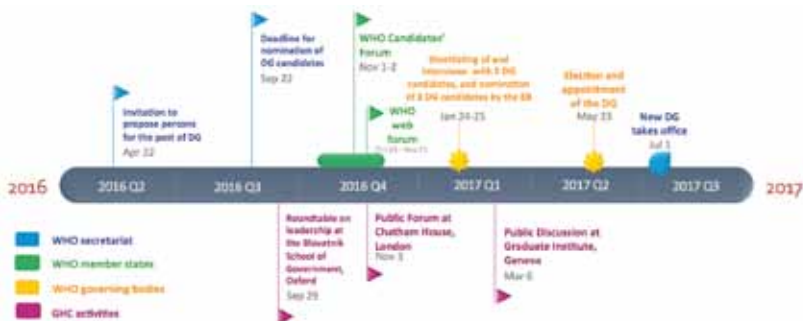 Deadline for
nomination of
DG candidates
Sep 22
WHO Candidates'
Forum
Nov 1-2
Invitation to
propose persons
for the post of DG
Apr 22
WHO
web
forum
Shortlisting of and
interviews with 5 DG
candidates, and nomination
of 3 DG candidates by the EB
Jan 24-25
Election and
appointment
of the DG
May 23
New DG
takes office
Jul 1
2016
2016 Q2
2016 Q3
2016 Q4
2017 Q1
2017 Q2
2017 Q3
2017
Roundtable on
leadership at
the Blavatnik
School of
Government,
Oxford
Sep 29
Public Forum at
Chatham House,
London
Nov 3
Public Discussion at
Graduate Institute,
Geneva
Mar 6
WHO secretariat
WHO member states
WHO governing bodies
GHC activities